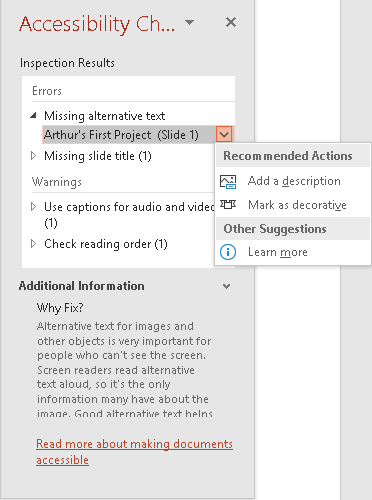 Accessibility Ch...
Inspection Results
Errors
Missing alternative text
Arthur's First Project (Slide 1)
Missing slide title (1)
Warnings
Use captions for audio and video
(1)
Check reading order (1)
Recommended Actions
Add a description
Mark as decorative
Other Suggestions
Learn more
Additional Information
Why Fix?
Alternative text for images and
other objects is very important for
people who can't see the screen.
Screen readers read alternative
text aloud, so it's the only
information many have about the
image. Good alternative text helps
Read more about making documents
accessible